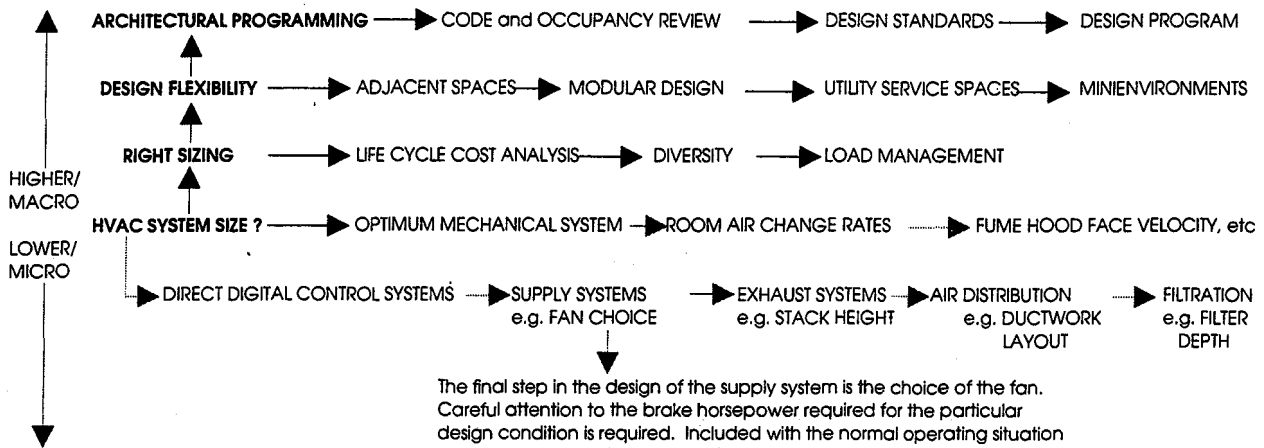 ARCHITECTURAL PROGRAMMING CODE and OCCUPANCY REVIEW DESIGN STANDARDS DESIGN PROGRAM
DESIGN FLEXIBILITY ADJACENT SPACES MODULAR DESIGN UTILITY SERVICE SPACES MINIENVIRONMENTS
RIGHT SIZING LIFE CYCLE COST ANALYSIS DIVERSITY LOAD MANAGEMENT
HIGHER/
MACRO
HVAC SYSTEM SIZE ? OPTIMUM MECHANICAL SYSTEM ROOM AIR CHANGE RATES FUME HOOD FACE VELOCITY, etc
LOWER/
MICRO
DIRECT DIGITAL CONTROL SYSTEMS SUPPLY SYSTEMS EXHAUST SYSTEMS AIR DISTRIBUTION FILTRATION
e.g. FAN CHOICE e.g. STACK HEIGHT e.g. DUCTWORK e.g. FILTER
LAYOUT DEPTH
The final step in the design of the supply system is the choice of the fan.
Careful attention to the brake horsepower required for the particular
design condition is required. Included with the normal operating situation